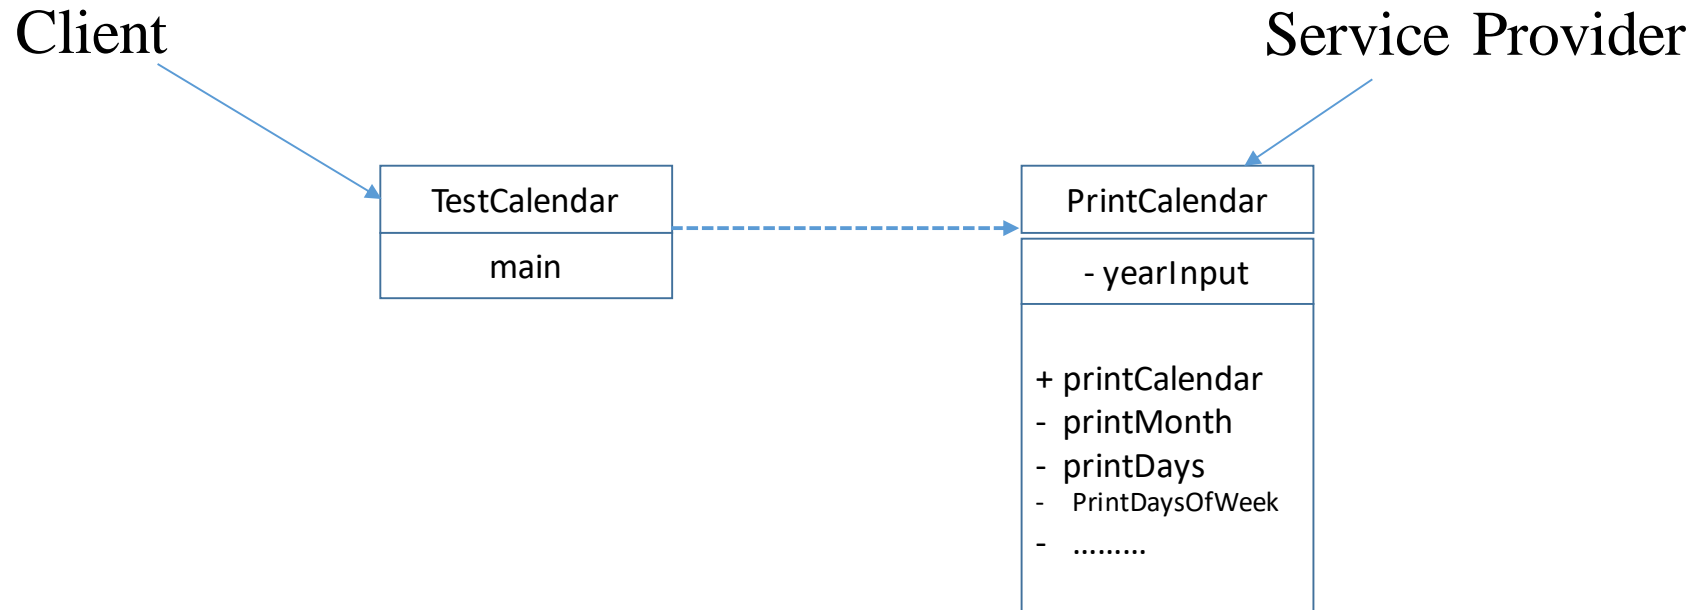 Client
Service Provider
TestCalendar
main
PrintCalendar
- yearInput
+ printCalendar
- printMonth
- printDays
- PrintDaysOfWeek
- .........